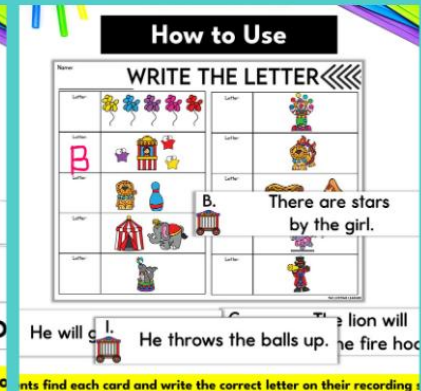 How to Use
Name:
WRITE THE LETTER
Letter
Letter
Letter
Letter
B
Letter
Letter
Letter
Letter
Letter
B.
There are stars
by the girl.
He will
I.
He throws the balls up.
The lion will
the fire
nts find each card and write the correct letter on their recording